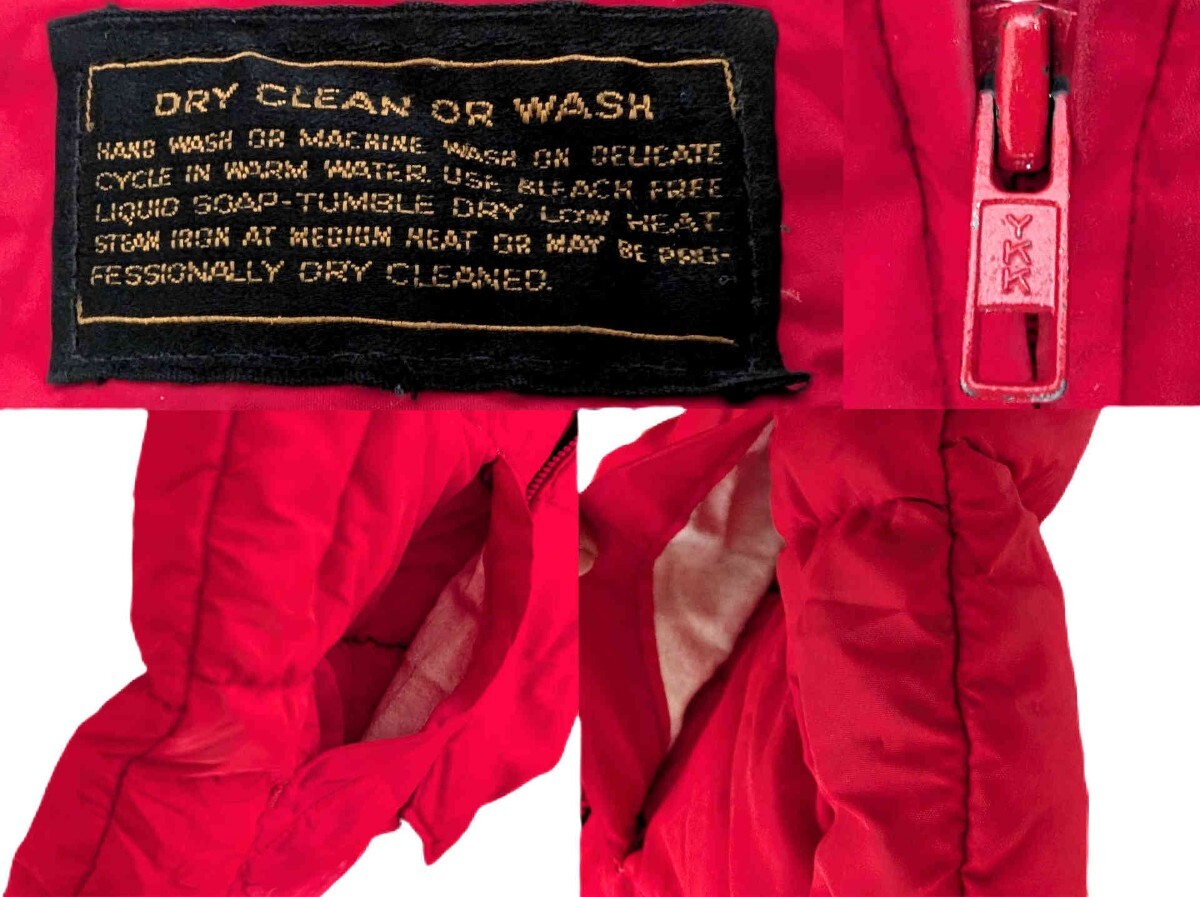 DRY CLEAN OR WASH
HAND WASH OR MACHINE WASH ON DELICATE
CYCLE IN WARM WATER. USE BLEACH FREE
LIQUID SOAP-TUMBLE DRY LOW HEAT.
STEAM IRON AT MEDIUM HEAT OR MAY BE PRO-
FESSIONALLY DRY CLEANED.
YKK